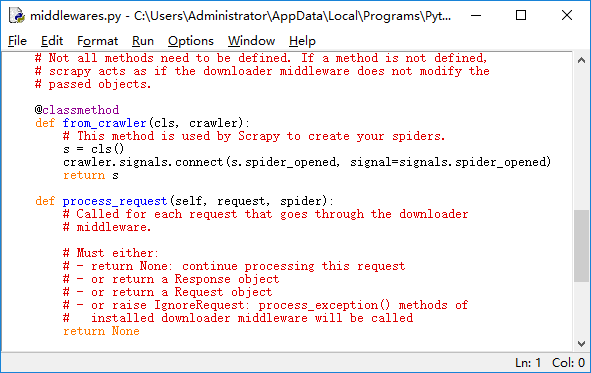 middlewares.py - C:\Users\Administrator\AppData\Local\Programs\Pyt...
File Edit Format Run Options Window Help
# Not all methods need to be defined. If a method is not defined,
# scrapy acts as if the downloader middleware does not modify the
# passed objects.
@classmethod
def from_crawler(cls, crawler):
# This method is used by Scrapy to create your spiders.
s = cls()
crawler.signals.connect(s.spider_opened, signal=signals.spider_opened)
return s
def process_request(self, request, spider):
# Called for each request that goes through the downloader
# middleware.
# Must either:
# - return None: continue processing this request
# - or return a Response object
# - or return a Request object
# - or raise IgnoreRequest: process_exception() methods of
#   installed downloader middleware will be called
return None
Ln: 1 Col: 0